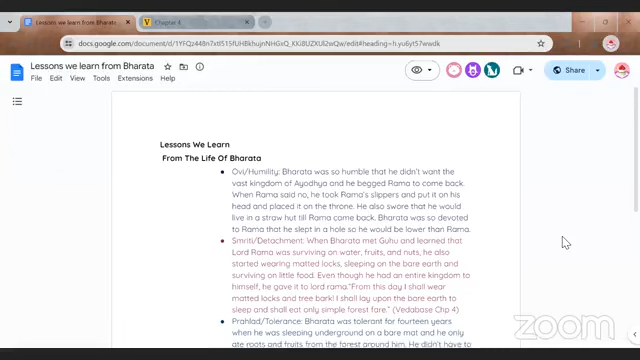 Lessons we learn from Bharata
Chapter 4
docs.google.com/document/d/1YFQz448n7xtl515fUHBkhujnNHGvQ_KKi8UZXUl2wQw/edit#heading=h.yu6yt57wwdk
Lessons we learn from Bharata
File Edit View Tools Extensions Help
Share
Lessons We Learn
From The Life Of Bharata
Ovi/Humility: Bharata was so humble that he didn't want the
vast kingdom of Ayodhya and he begged Rama to come back.
When Rama said no, he took Rama's slippers and put it on his
head and placed it on the throne. He also swore that he would
live in a straw hut till Rama come back. Bharata was so devoted
to Rama that he slept in a hole so he would be lower than Rama.
Smriti/Detachment: When Bharata met Guhu and learned that
Lord Rama was surviving on water, fruits, and nuts, he also
started wearing matted locks, sleeping on the bare earth and
surviving on little food. Even though he had an entire kingdom to
himself, he gave it to lord rama."From this day I shall wear
matted locks and tree bark! I shall lay upon the bare earth to
sleep and shall eat only simple forest fare." (Vedabase Chp 4)
Prahlad/Tolerance: Bharata was tolerant for fourteen years
when he was sleeping underground on a bare mat and he only
ate roots and fruits from the forest around him. He didn't have to
zoom